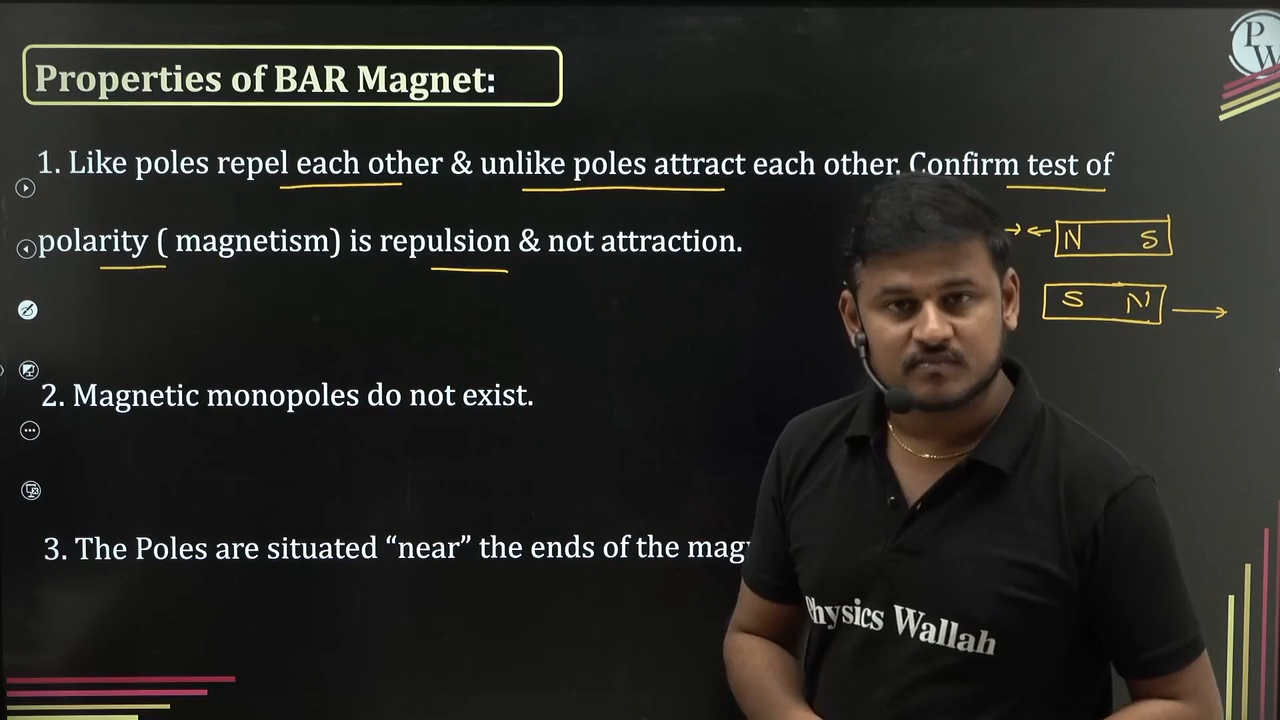 Properties of BAR Magnet:
1. Like poles repel each other & unlike poles attract each other. Confirm test of
polarity ( magnetism) is repulsion & not attraction.
N S
S N
2. Magnetic monopoles do not exist.
3. The Poles are situated “near” the ends of the
Physics Wallah
PW